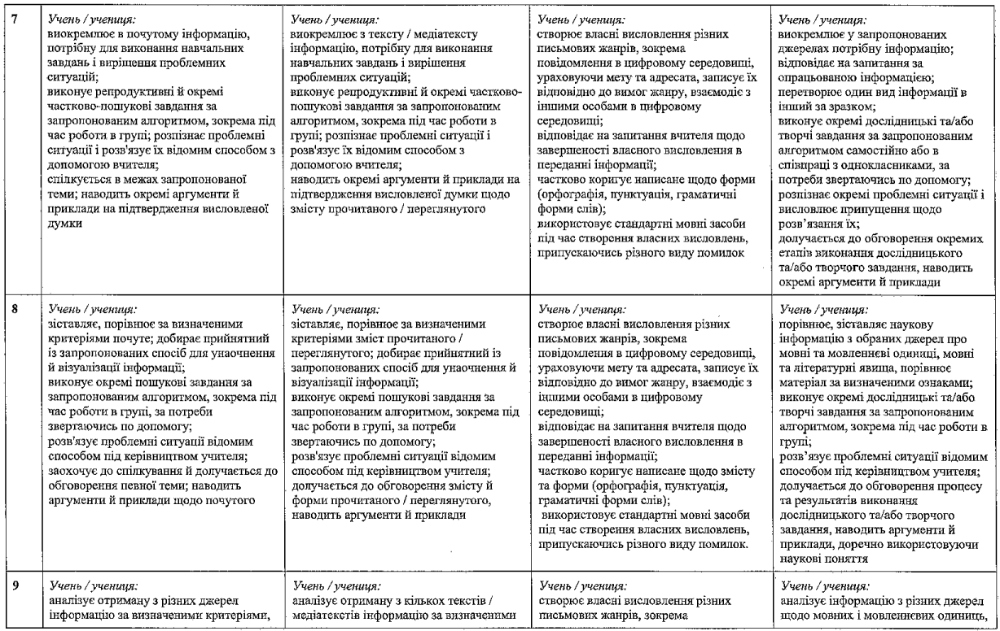 7
Учень / учениця:
виокремлює в почутому інформацію,
потрібну для виконання навчальних
завдань і вирішення проблемних
ситуацій;
виконує репродуктивні й окремі
частково-пошукові завдання за
запропонованим алгоритмом, зокрема під
час роботи в групі; розпізнає проблемні
ситуації і розв'язує їх відомим способом з
допомогою вчителя;
спілкується в межах запропонованої
теми; наводить окремі аргументи й
приклади на підтвердження висловленої
думки
Учень / учениця:
виокремлює з тексту / медіатексту
інформацію, потрібну для виконання
навчальних завдань і вирішення
проблемних ситуацій;
виконує репродуктивні й окремі частково-
пошукові завдання за запропонованим
алгоритмом, зокрема під час роботи в
групі; розпізнає проблемні ситуації і
розв'язує їх відомим способом з
допомогою вчителя;
наводить окремі аргументи й приклади на
підтвердження висловленої думки щодо
змісту прочитаного / переглянутого
Учень / учениця:
створює власні висловлення різних
письмових жанрів, зокрема
повідомлення в цифровому середовищі,
ураховуючи мету та адресата, записує їх
відповідно до вимог жанру, взаємодіє з
іншими особами в цифровому
середовищі;
відповідає на запитання вчителя щодо
завершеності власного висловлення в
переданні інформації;
частково коригує написане щодо форми
(орфографія, пунктуація, граматичні
форми слів);
використовує стандартні мовні засоби
під час створення власних висловлень,
припускаючись різного виду помилок
Учень / учениця:
виокремлює у запропонованих
джерелах потрібну інформацію;
відповідає на запитання за
опрацьованою інформацією;
перетворює один вид інформації в
інший за зразком;
виконує окремі дослідницькі та/або
творчі завдання за запропонованим
алгоритмом самостійно або в
співпраці з однокласниками, за
потреби звертаючись по допомогу;
розпізнає окремі проблемні ситуації і
висловлює припущення щодо
розв’язання їх;
долучається до обговорення окремих
етапів виконання дослідницького
та/або творчого завдання, наводить
окремі аргументи й приклади
8
Учень / учениця:
зіставляє, порівнює за визначеними
критеріями почуте; добирає прийнятний
із запропонованих спосіб для унаочнення
й візуалізації інформації;
виконує окремі пошукові завдання за
запропонованим алгоритмом, зокрема під
час роботи в групі, за потреби
звертаючись по допомогу;
розв'язує проблемні ситуації відомим
способом під керівництвом учителя;
заохочує до спілкування й долучається до
обговорення певної теми; наводить
аргументи й приклади щодо почутого
Учень / учениця:
зіставляє, порівнює за визначеними
критеріями зміст прочитаного /
переглянутого; добирає прийнятний із
запропонованих спосіб для унаочнення й
візуалізації інформації;
виконує окремі пошукові завдання за
запропонованим алгоритмом, зокрема під
час роботи в групі, за потреби
звертаючись по допомогу;
розв'язує проблемні ситуації відомим
способом під керівництвом учителя;
долучається до обговорення змісту й
форми прочитаного / переглянутого,
наводить аргументи й приклади
Учень / учениця:
створює власні висловлення різних
письмових жанрів, зокрема
повідомлення в цифровому середовищі,
ураховуючи мету та адресата, записує їх
відповідно до вимог жанру, взаємодіє з
іншими особами в цифровому
середовищі;
відповідає на запитання вчителя щодо
завершеності власного висловлення в
переданні інформації;
частково коригує написане щодо змісту
та форми (орфографія, пунктуація,
граматичні форми слів);
використовує стандартні мовні засоби
під час створення власних висловлень,
припускаючись різного виду помилок.
Учень / учениця:
порівнює, зіставляє наукову
інформацію з обраних джерел про
мовні та мовленнєві одиниці, мовні
та літературні явища, порівнює
матеріал за визначеними ознаками;
виконує окремі дослідницькі та/або
творчі завдання за запропонованим
алгоритмом, зокрема під час роботи в
групі;
розв’язує проблемні ситуації відомим
способом під керівництвом учителя;
долучається до обговорення процесу
та результатів виконання
дослідницького та/або творчого
завдання, наводить аргументи й
приклади, доречно використовуючи
наукові поняття
9
Учень / учениця:
аналізує отриману з різних джерел
інформацію за визначеними критеріями,
Учень / учениця:
аналізує отриману з кількох текстів /
медіатекстів інформацію за визначеними
Учень / учениця:
створює власні висловлення різних
письмових жанрів, зокрема
Учень / учениця:
аналізує інформацію з різних джерел
щодо мовних і мовленнєвих одиниць,